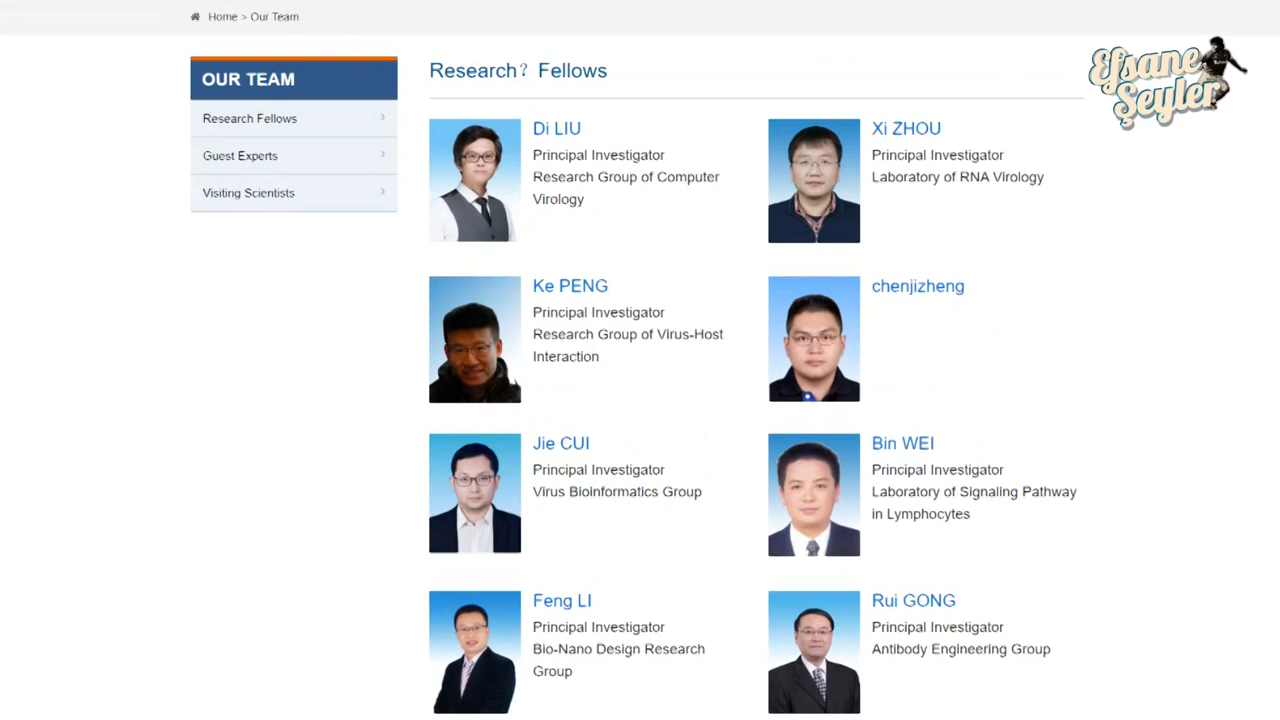 Home > Our Team
Efsane
Şeyler
OUR TEAM
Research Fellows
Guest Experts
Visiting Scientists
Research？Fellows
Di LIU
Principal Investigator
Research Group of Computer
Virology
Xi ZHOU
Principal Investigator
Laboratory of RNA Virology
Ke PENG
Principal Investigator
Research Group of Virus-Host
Interaction
chenjizheng
Jie CUI
Principal Investigator
Virus Bioinformatics Group
Bin WEI
Principal Investigator
Laboratory of Signaling Pathway
in Lymphocytes
Feng LI
Principal Investigator
Bio-Nano Design Research
Group
Rui GONG
Principal Investigator
Antibody Engineering Group